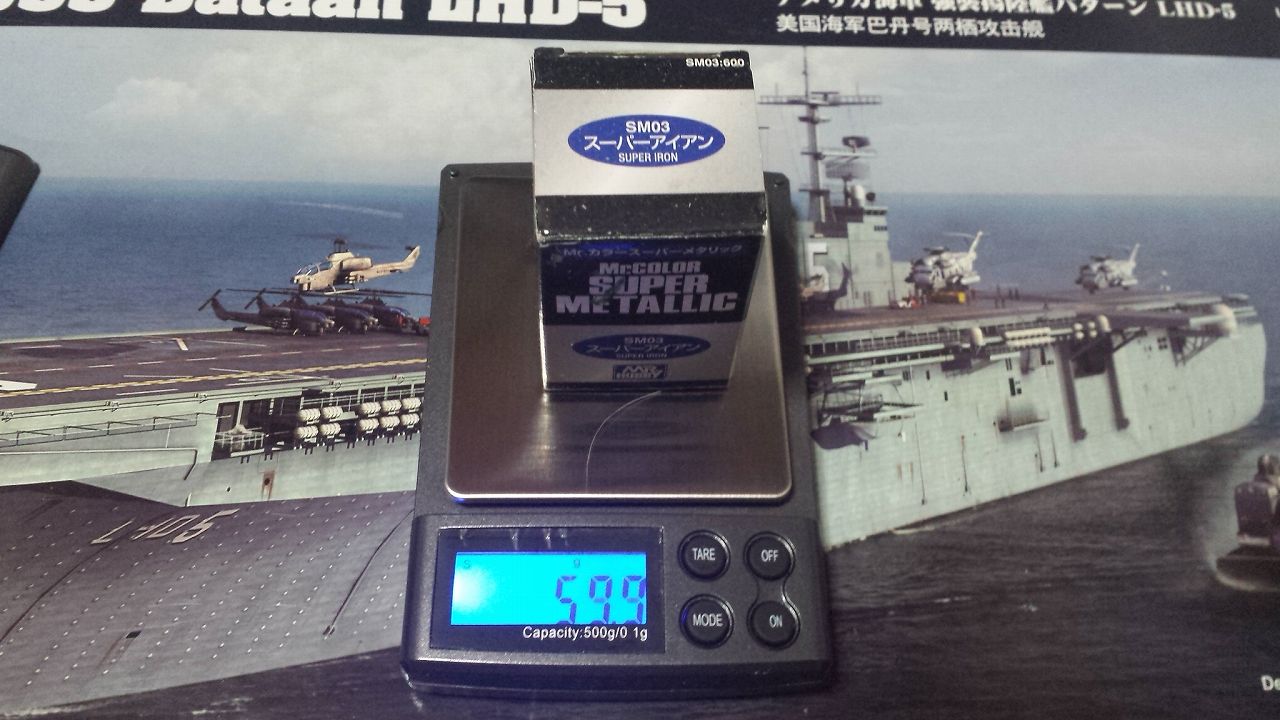 USS Bataan LHD-5
アメリカ海軍 強襲揚陸艦バターン LHD-5
美国海军巴丹号两栖攻击舰
SM03:600
SM03
スーパーアイアン
SUPER IRON
Mr.カラースーパーメタリック
Mr.COLOR
SUPER
METALLIC
SM03
スーパーアイアン
SUPER IRON
MR.HOBBY
LHD5
TARE
OFF
MODE
ON
S
g
59.9
Capacity:500g/0.1g